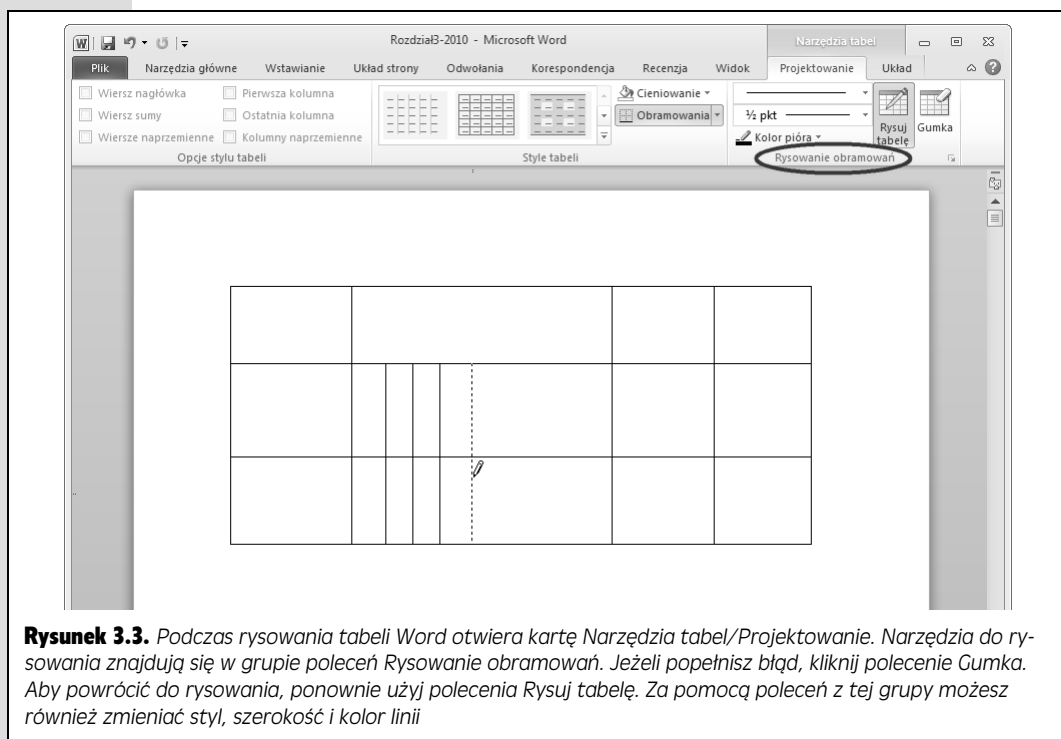 Rozdział3-2010 - Microsoft Word
Narzędzia tabel
Plik Narzędzia główne Wstawianie Układ strony Odwołania Korespondencja Recenzja Widok Projektowanie Układ
Wiersz nagłówka Pierwsza kolumna
Wiersz sumy Ostatnia kolumna
Wiersze naprzemienne Kolumny naprzemienne
Opcje stylu tabeli
Style tabeli
Cieniowanie
Obramowania
½ pkt
Kolor pióra
Rysuj tabelę
Gumka
Rysowanie obramowań
Rysunek 3.3. Podczas rysowania tabeli Word otwiera kartę Narzędzia tabel/Projektowanie. Narzędzia do ry-
sowania znajdują się w grupie poleceń Rysowanie obramowań. Jeżeli popełnisz błąd, kliknij polecenie Gumka.
Aby powrócić do rysowania, ponownie użyj polecenia Rysuj tabelę. Za pomocą poleceń z tej grupy możesz
również zmieniać styl, szerokość i kolor linii